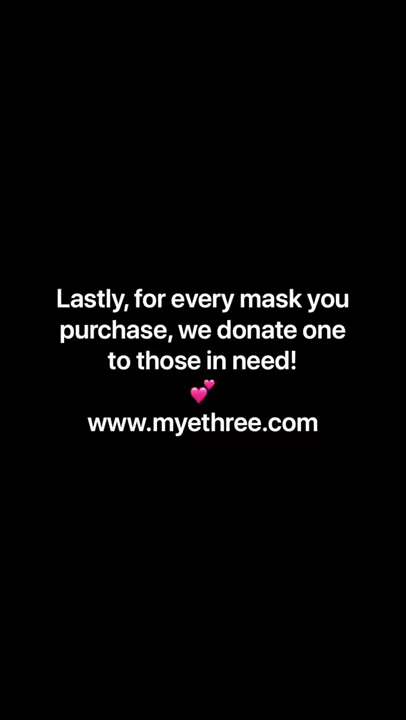 Lastly, for every mask you
purchase, we donate one
to those in need!
💕
www.myethree.com